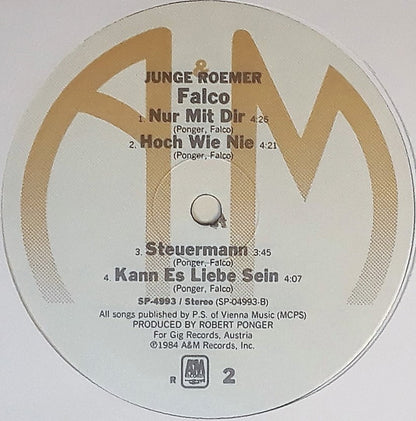 A&M
JUNGE ROEMER
Falco
1. Nur Mit Dir 4:26
(Ponger, Falco)
2. Hoch Wie Nie 4:21
(Ponger, Falco)
3. Steuermann 3:45
(Ponger, Falco)
4. Kann Es Liebe Sein 4:07
(Ponger, Falco)
SP-4993 / Stereo (SP-04993-B)
All songs published by P.S. of Vienna Music (MCPS)
PRODUCED BY ROBERT PONGER
For Gig Records, Austria
℗1984 A&M Records, Inc.
R A&M 2